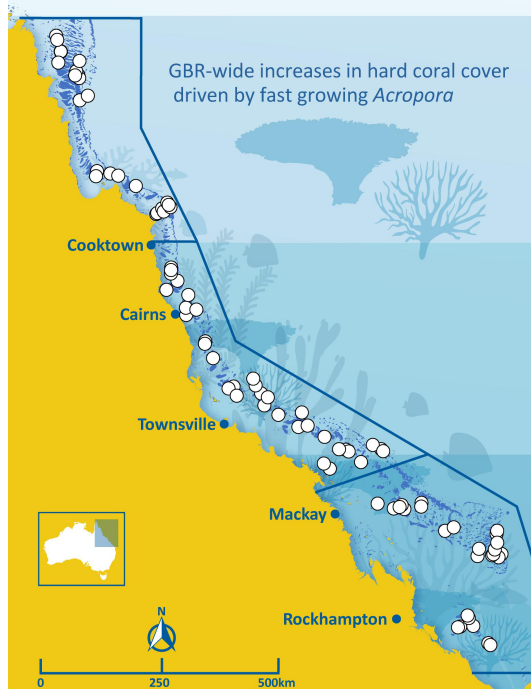 GBR-wide increases in hard coral cover
driven by fast growing Acropora
Cooktown
Cairns
Townsville
Mackay
Rockhampton
N
0 250 500km